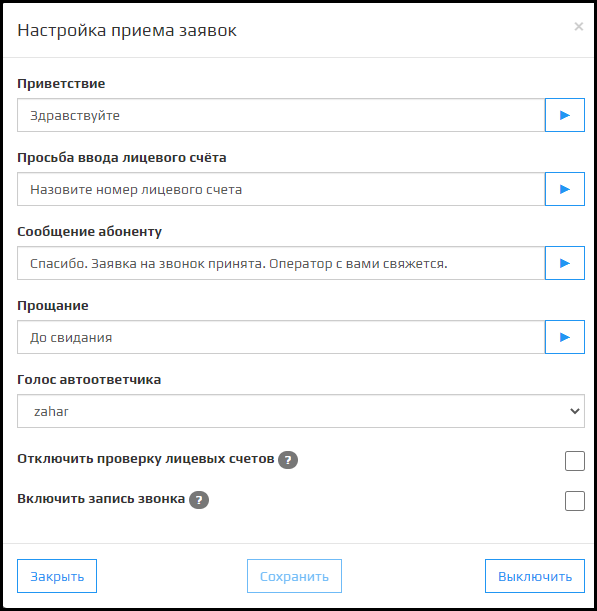 Настройка приема заявок
×
Приветствие
Здравствуйте
Просьба ввода лицевого счёта
Назовите номер лицевого счета
Сообщение абоненту
Спасибо. Заявка на звонок принята. Оператор с вами свяжется.
Прощание
До свидания
Голос автоответчика
zahar
Отключить проверку лицевых счетов ?
Включить запись звонка ?
Закрыть Сохранить Выключить